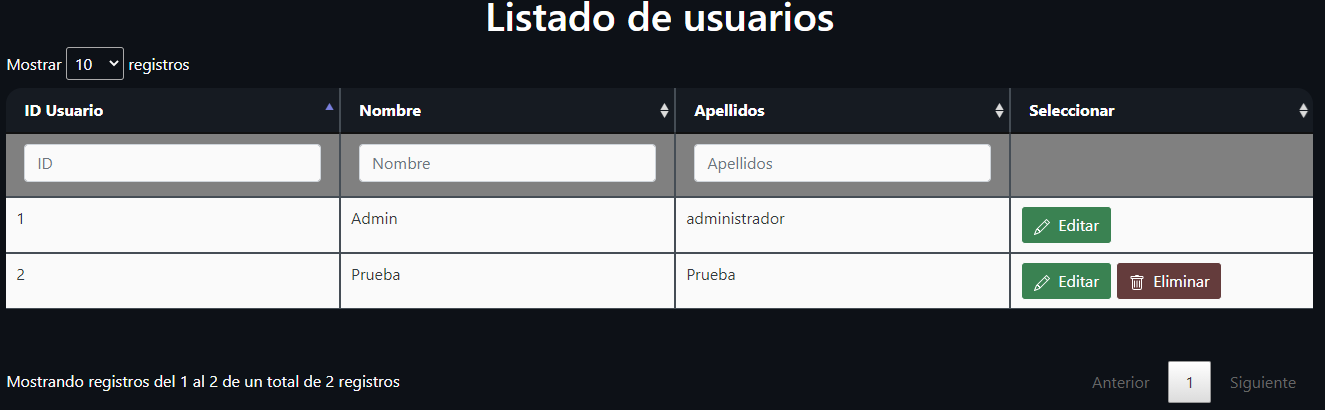 Listado de usuarios
Mostrar 10 registros
ID Usuario Nombre Apellidos Seleccionar
ID Nombre Apellidos
1 Admin administrador Editar
2 Prueba Prueba Editar Eliminar
Mostrando registros del 1 al 2 de un total de 2 registros Anterior 1 Siguiente